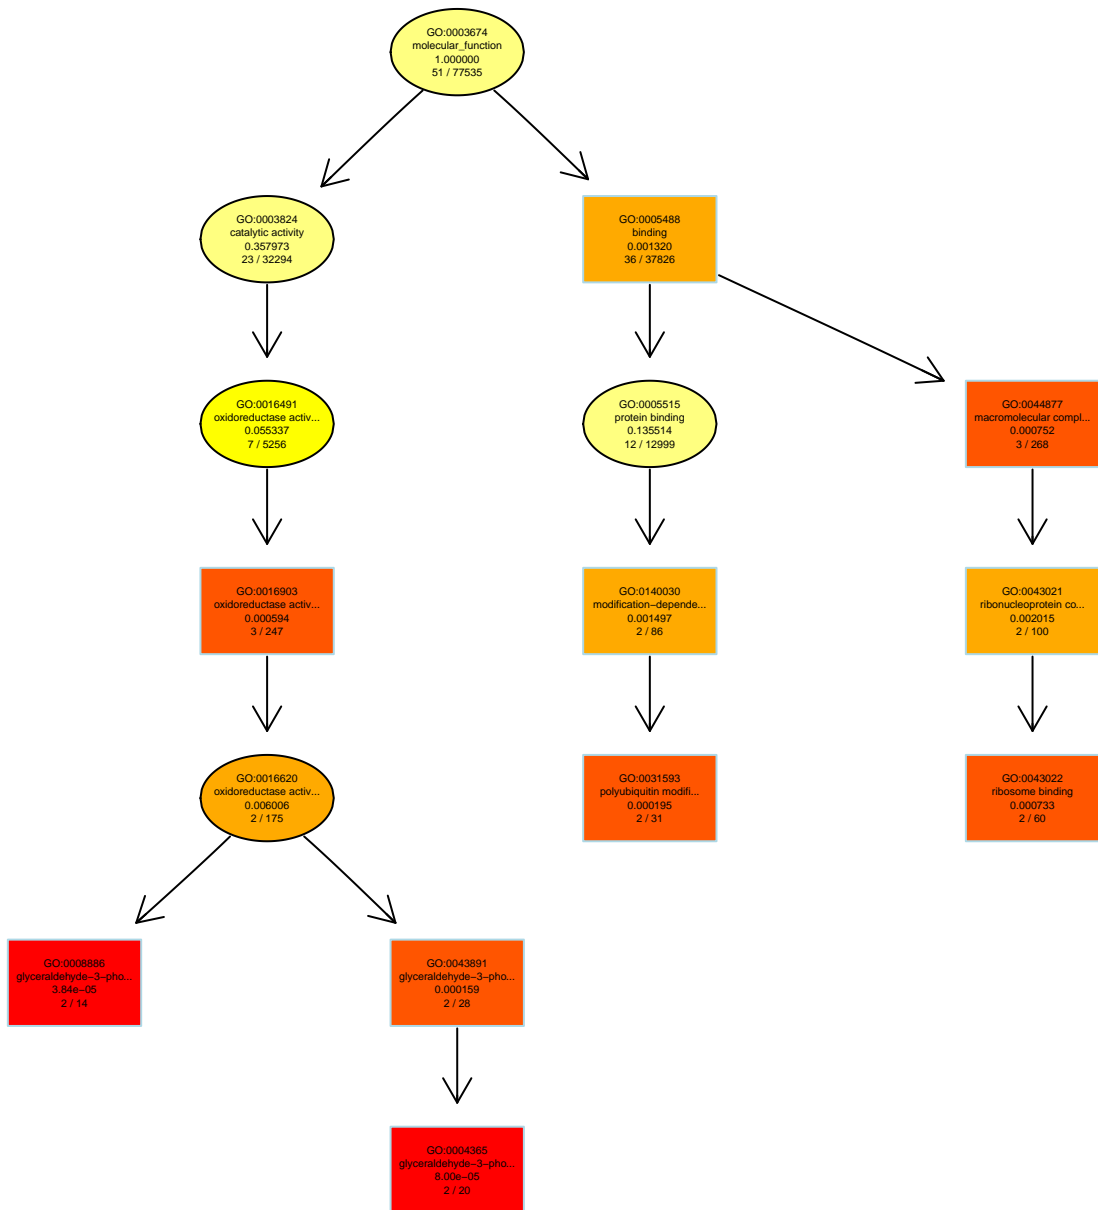 GO:0003674
molecular_function
1.000000
51 / 77535
GO:0003824
catalytic activity
0.357973
23 / 32294
GO:0005488
binding
0.001320
36 / 37826
GO:0016491
oxidoreductase activ...
0.055337
7 / 5256
GO:0005515
protein binding
0.135514
12 / 12999
GO:0044877
macromolecular compl...
0.000752
3 / 268
GO:0016903
oxidoreductase activ...
0.000594
3 / 247
GO:0140030
modification−depende...
0.001497
2 / 86
GO:0043021
ribonucleoprotein co...
0.002015
2 / 100
GO:0016620
oxidoreductase activ...
0.006006
2 / 175
GO:0031593
polyubiquitin modifi...
0.000195
2 / 31
GO:0043022
ribosome binding
0.000733
2 / 60
GO:0008886
glyceraldehyde−3−pho...
3.84e−05
2 / 14
GO:0043891
glyceraldehyde−3−pho...
0.000159
2 / 28
GO:0004365
glyceraldehyde−3−pho...
8.00e−05
2 / 20